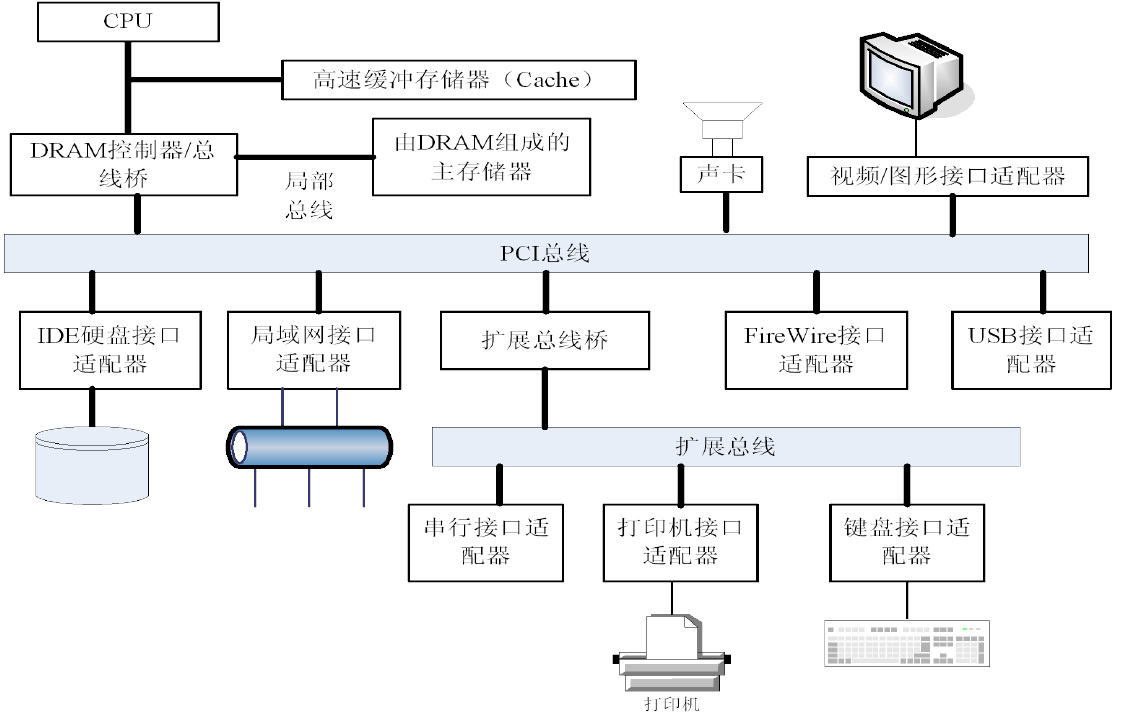 CPU
高速缓冲存储器（Cache）
DRAM控制器/总
线桥
局部
总线
由DRAM组成的
主存储器
声卡
视频/图形接口适配器
PCI总线
IDE硬盘接口
适配器
局域网接口
适配器
扩展总线桥
FireWire接口
适配器
USB接口适
配器
扩展总线
串行接口适
配器
打印机接口
适配器
键盘接口适
配器
打印机